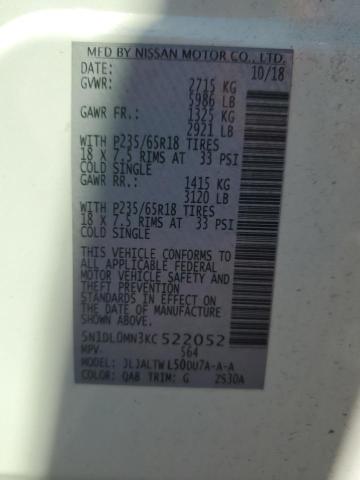 MFD BY NISSAN MOTOR CO., LTD.
DATE: 10/18
GVWR: 2715 KG
5986 LB
GAWR FR.: 1325 KG
2921 LB
WITH P235/65R18 TIRES
18 X 7.5 RIMS AT 33 PSI
COLD SINGLE
GAWR RR.: 1415 KG
3120 LB
WITH P235/65R18 TIRES
18 X 7.5 RIMS AT 33 PSI
COLD SINGLE
THIS VEHICLE CONFORMS TO
ALL APPLICABLE FEDERAL
MOTOR VEHICLE SAFETY AND
THEFT PREVENTION
STANDARDS IN EFFECT ON
THE DATE OF MANUFACTURE
SHOWN ABOVE.
5N1DL0MN3KC522052
MPV 564
MODEL: JLJALTWL50DU7A-A-A
COLOR: QAB TRIM: G 2S30A